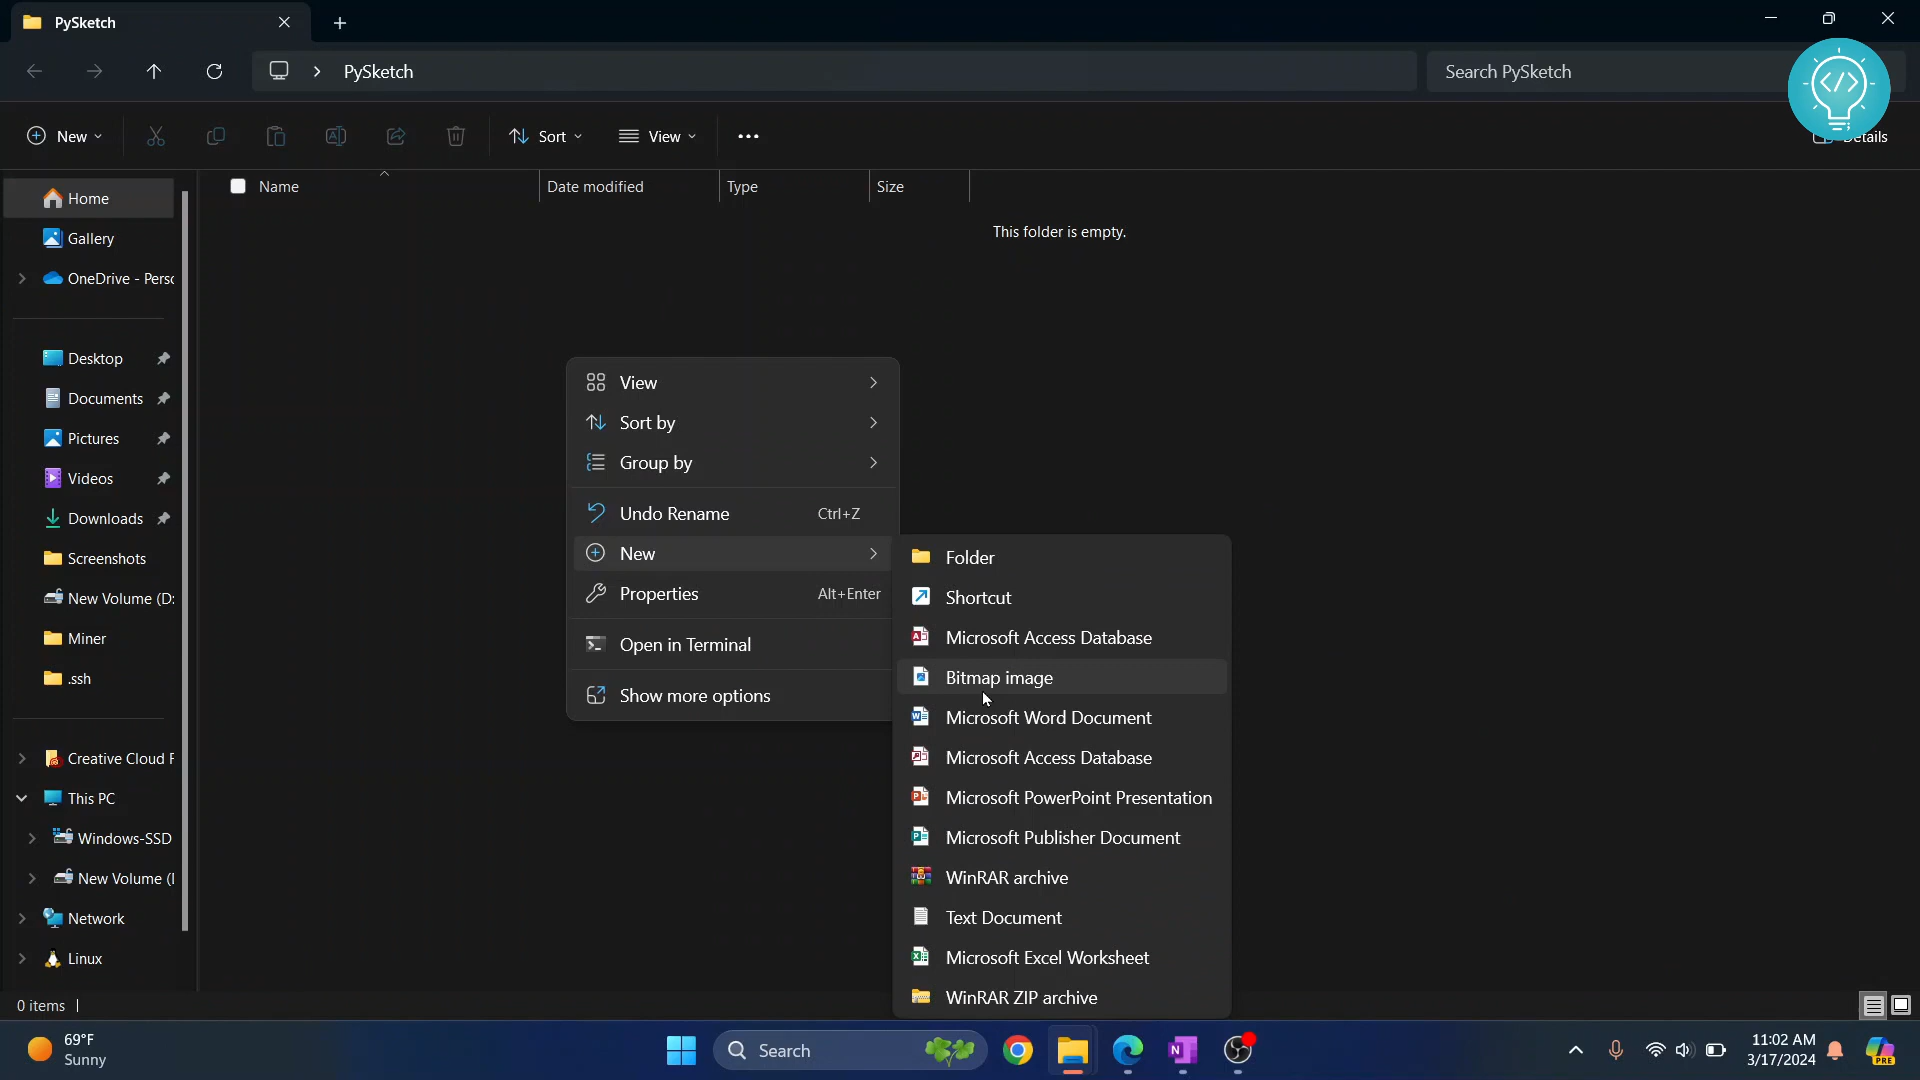 PySketch
PySketch
Search PySketch
New
Sort
View
Name
Date modified
Type
Size
This folder is empty.
Home
Gallery
OneDrive - Perso
Desktop
Documents
Pictures
Videos
Downloads
Screenshots
New Volume (D:
Miner
.ssh
Creative Cloud F
This PC
Windows-SSD
New Volume (
Network
Linux
View
Sort by
Group by
Undo Rename Ctrl+Z
New
Properties Alt+Enter
Open in Terminal
Show more options
Folder
Shortcut
Microsoft Access Database
Bitmap image
Microsoft Word Document
Microsoft Access Database
Microsoft PowerPoint Presentation
Microsoft Publisher Document
WinRAR archive
Text Document
Microsoft Excel Worksheet
WinRAR ZIP archive
0 items
69°F
Sunny
Search
11:02 AM
3/17/2024
PRE